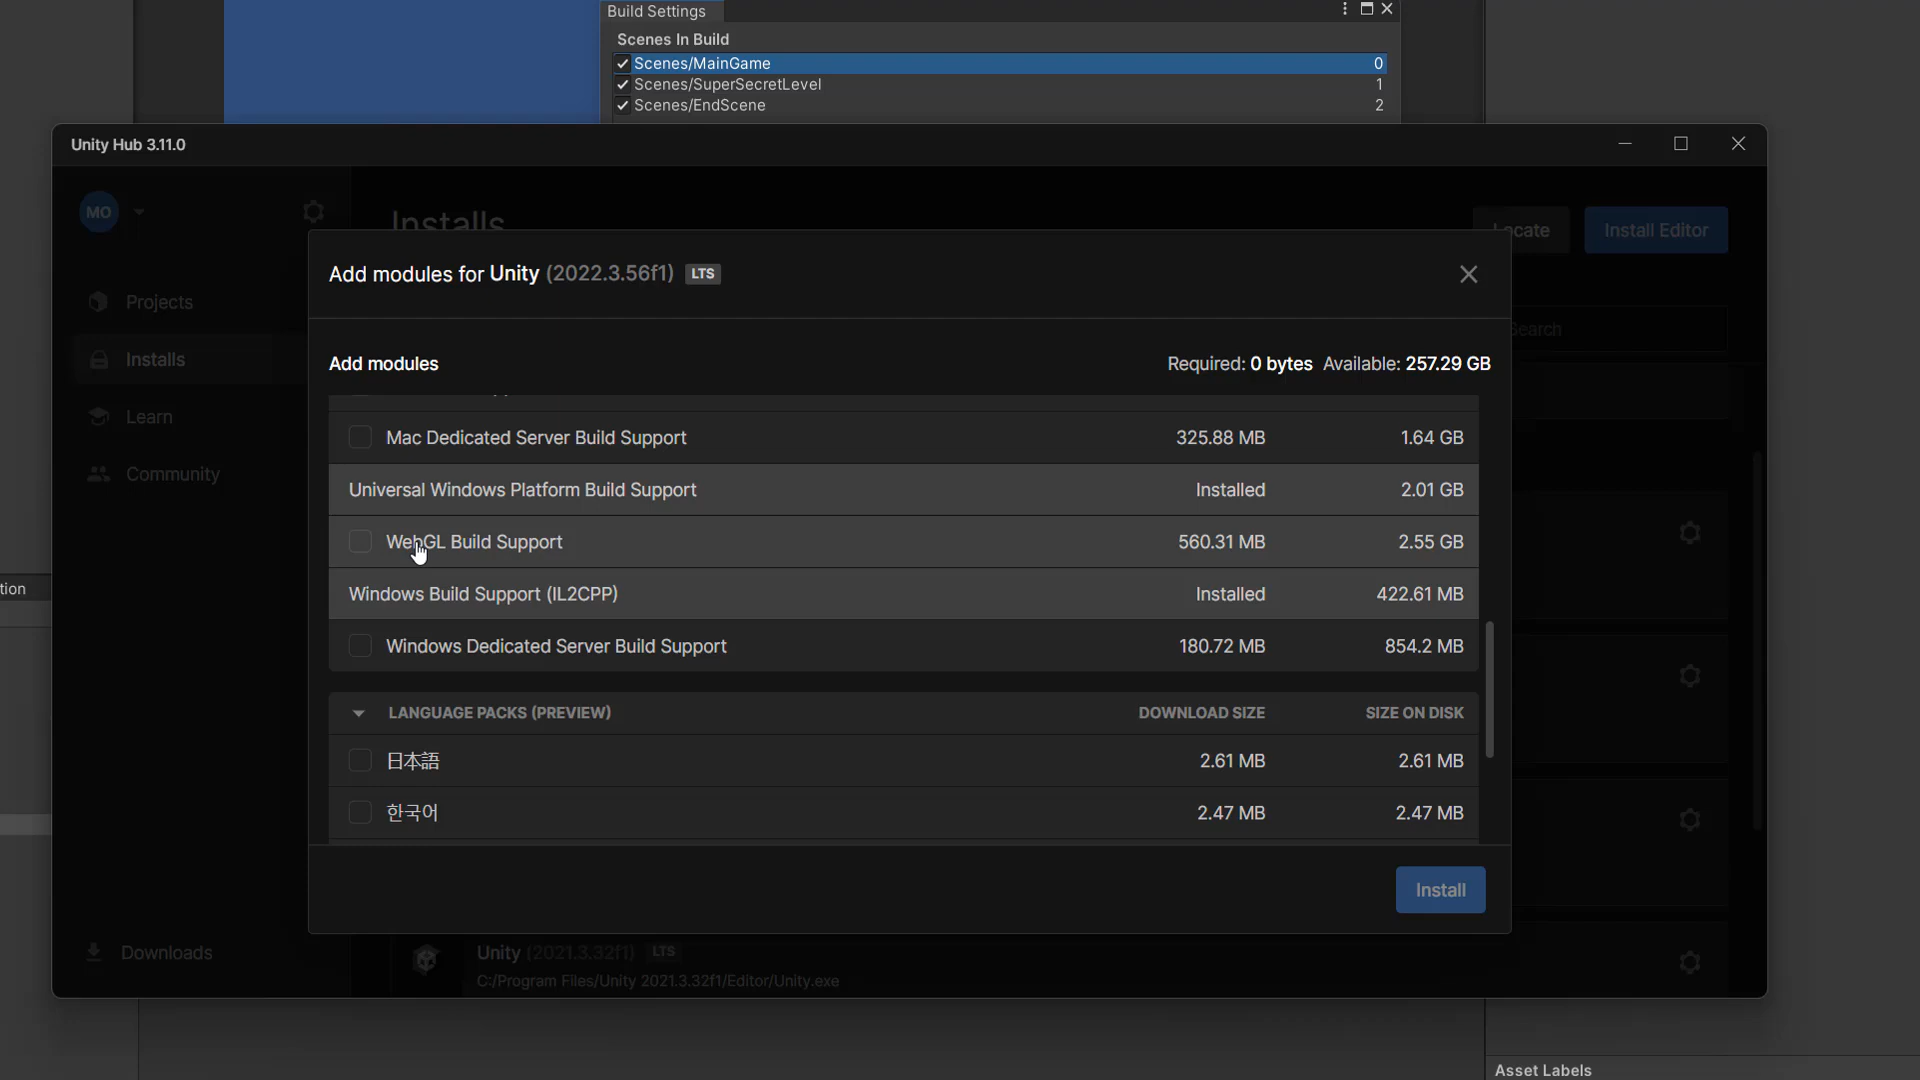 Build Settings
Scenes In Build
Scenes/MainGame 0
Scenes/SuperSecretLevel 1
Scenes/EndScene 2
Unity Hub 3.11.0
MO
Installs
ocate
Install Editor
Add modules for Unity (2022.3.56f1) LTS
Projects
Search
Installs
Add modules
Required: 0 bytes Available: 257.29 GB
Learn
Mac Dedicated Server Build Support 325.88 MB 1.64 GB
Community
Universal Windows Platform Build Support Installed 2.01 GB
WebGL Build Support 560.31 MB 2.55 GB
tion
Windows Build Support (IL2CPP) Installed 422.61 MB
Windows Dedicated Server Build Support 180.72 MB 854.2 MB
LANGUAGE PACKS (PREVIEW) DOWNLOAD SIZE SIZE ON DISK
日本語 2.61 MB 2.61 MB
한국어 2.47 MB 2.47 MB
Install
Downloads
Unity (2021.3.32f1) LTS
C:/Program Files/Unity 2021.3.32f1/Editor/Unity.exe
Asset Labels